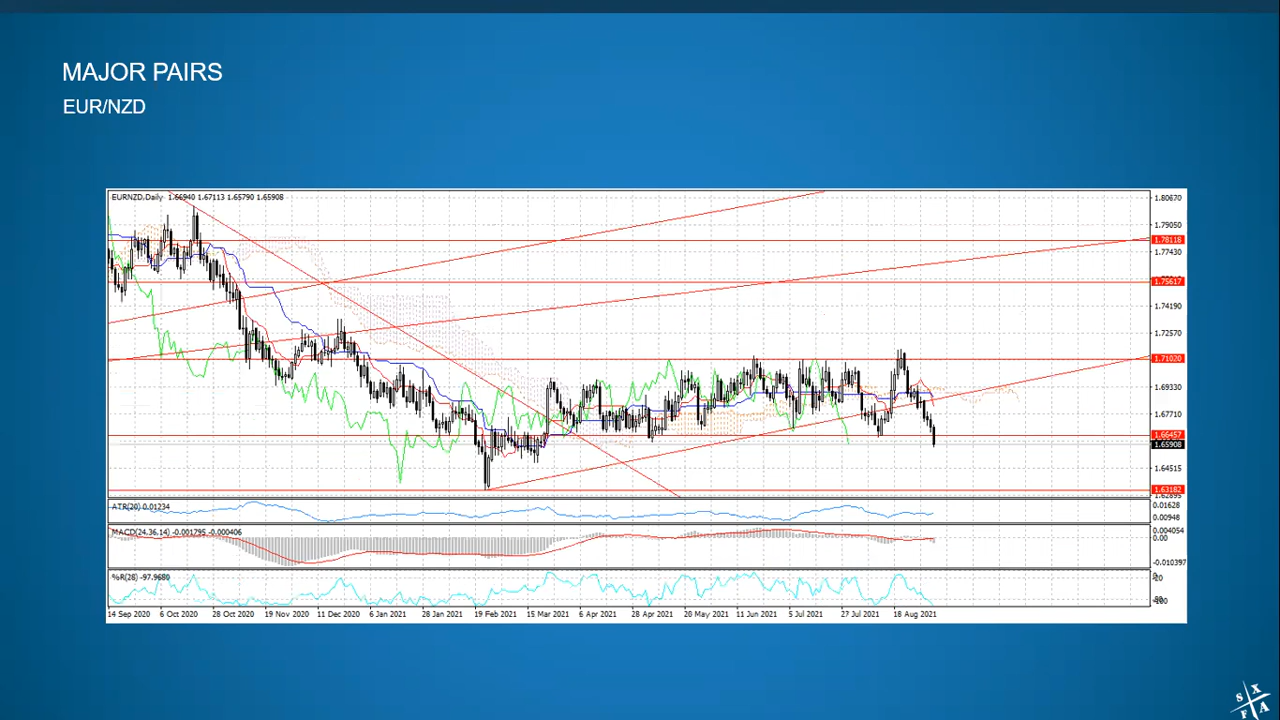 MAJOR PAIRS
EUR/NZD
EURNZD,Daily 1.66940 1.67113 1.65790 1.65908
1.80670
1.79050
1.78118
1.77430
1.75617
1.74190
1.72570
1.71020
1.69330
1.67710
1.66457
1.65908
1.64515
1.63182
ATR(20) 0.01234
0.01628
0.00948
MACD(24,36,14) -0.001795 -0.000406
0.004054
0.00
-0.010397
%R(28) -97.9680
-100
14 Sep 2020 6 Oct 2020 28 Oct 2020 19 Nov 2020 11 Dec 2020 6 Jan 2021 28 Jan 2021 19 Feb 2021 15 Mar 2021 6 Apr 2021 28 Apr 2021 20 May 2021 11 Jun 2021 5 Jul 2021 27 Jul 2021 18 Aug 2021
S X
F A